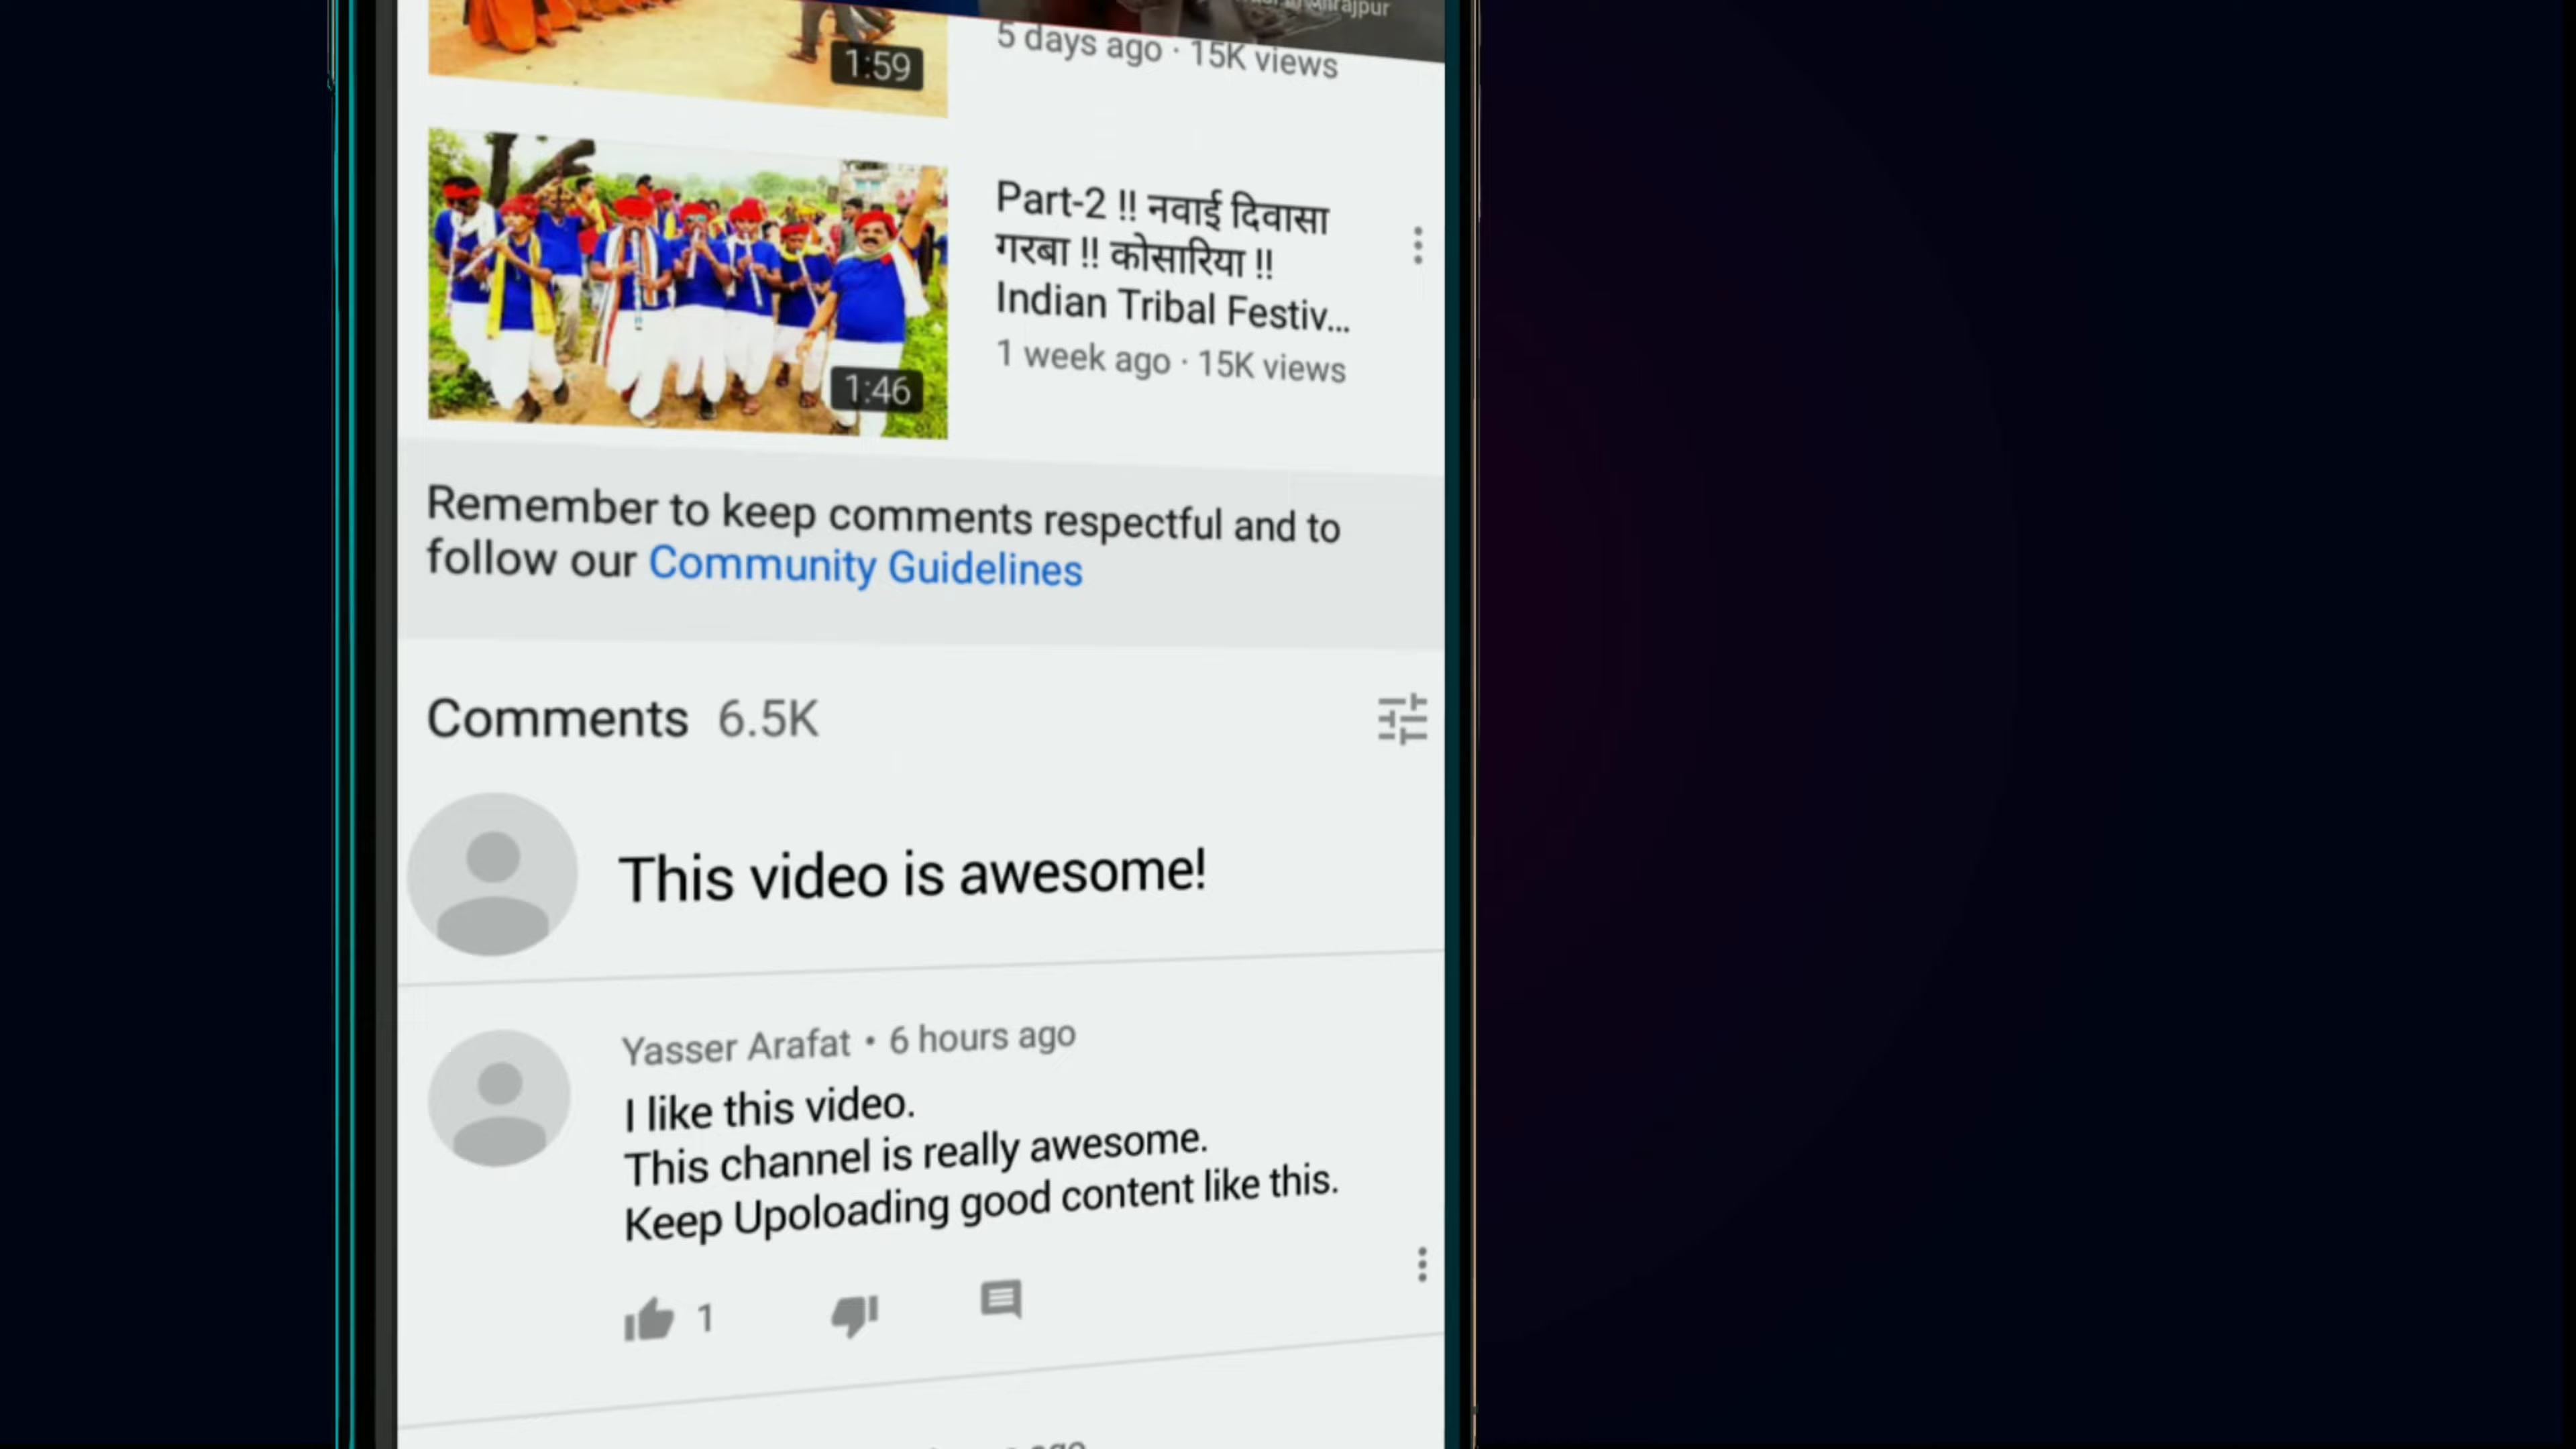 rajpur
1:59
5 days ago · 15K views
Part-2 !! नवाई दिवासा
गरबा !! कोसारिया !!
Indian Tribal Festiv...
1 week ago · 15K views
1:46
Remember to keep comments respectful and to
follow our Community Guidelines
Comments 6.5K
This video is awesome!
Yasser Arafat • 6 hours ago
I like this video.
This channel is really awesome.
Keep Upoloading good content like this.
1
ago